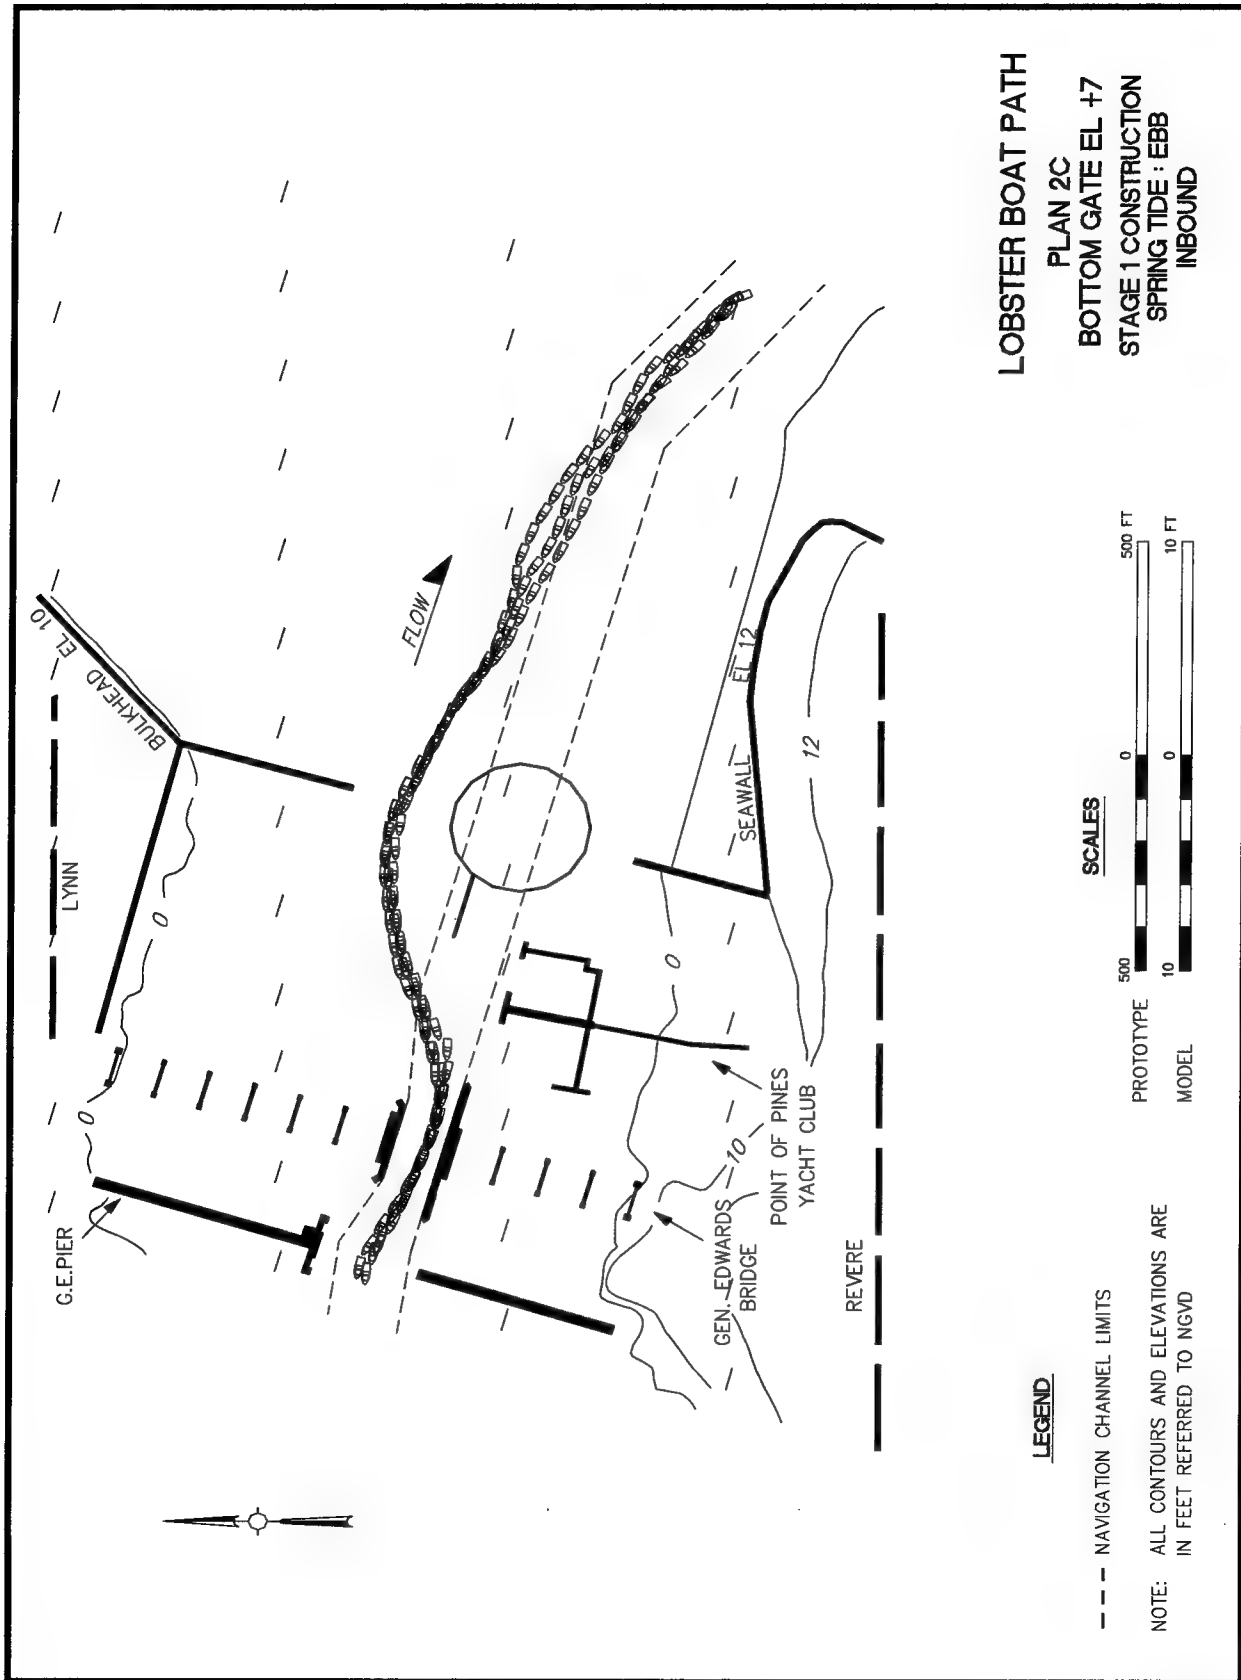 LYNN
BULKHEAD EL 10
G.E.PIER
0
0
FLOW
0
SEAWALL EL 12
12
10
POINT OF PINES
YACHT CLUB
GEN. EDWARDS
BRIDGE
REVERE
LOBSTER BOAT PATH
PLAN 2C
BOTTOM GATE EL +7
STAGE 1 CONSTRUCTION
SPRING TIDE : EBB
INBOUND
LEGEND
--- NAVIGATION CHANNEL LIMITS
NOTE: ALL CONTOURS AND ELEVATIONS ARE
IN FEET REFERRED TO NGVD
SCALES
PROTOTYPE 500 0 500 FT
MODEL 10 0 10 FT